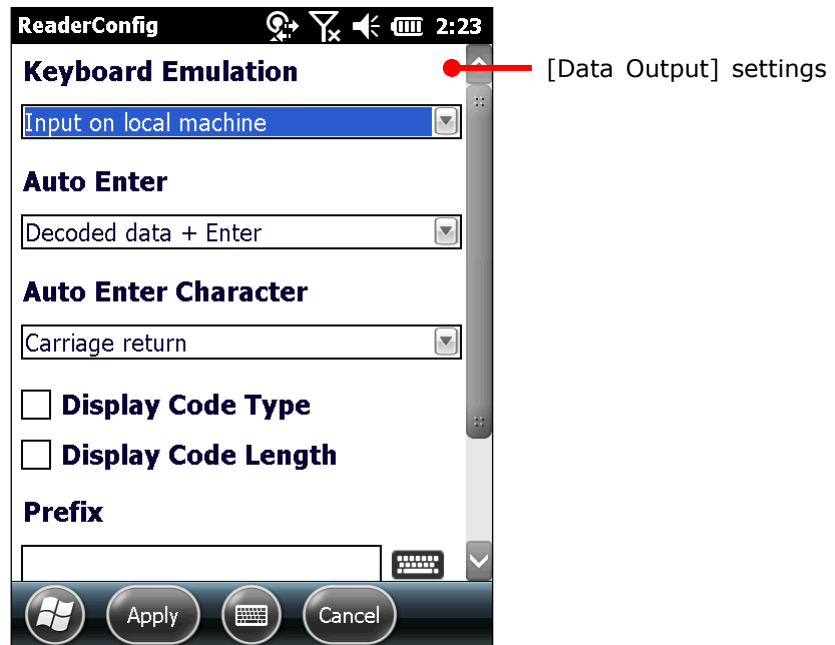 ReaderConfig 2:23
Keyboard Emulation
[Data Output] settings
Input on local machine
Auto Enter
Decoded data + Enter
Auto Enter Character
Carriage return
Display Code Type
Display Code Length
Prefix
Apply Cancel